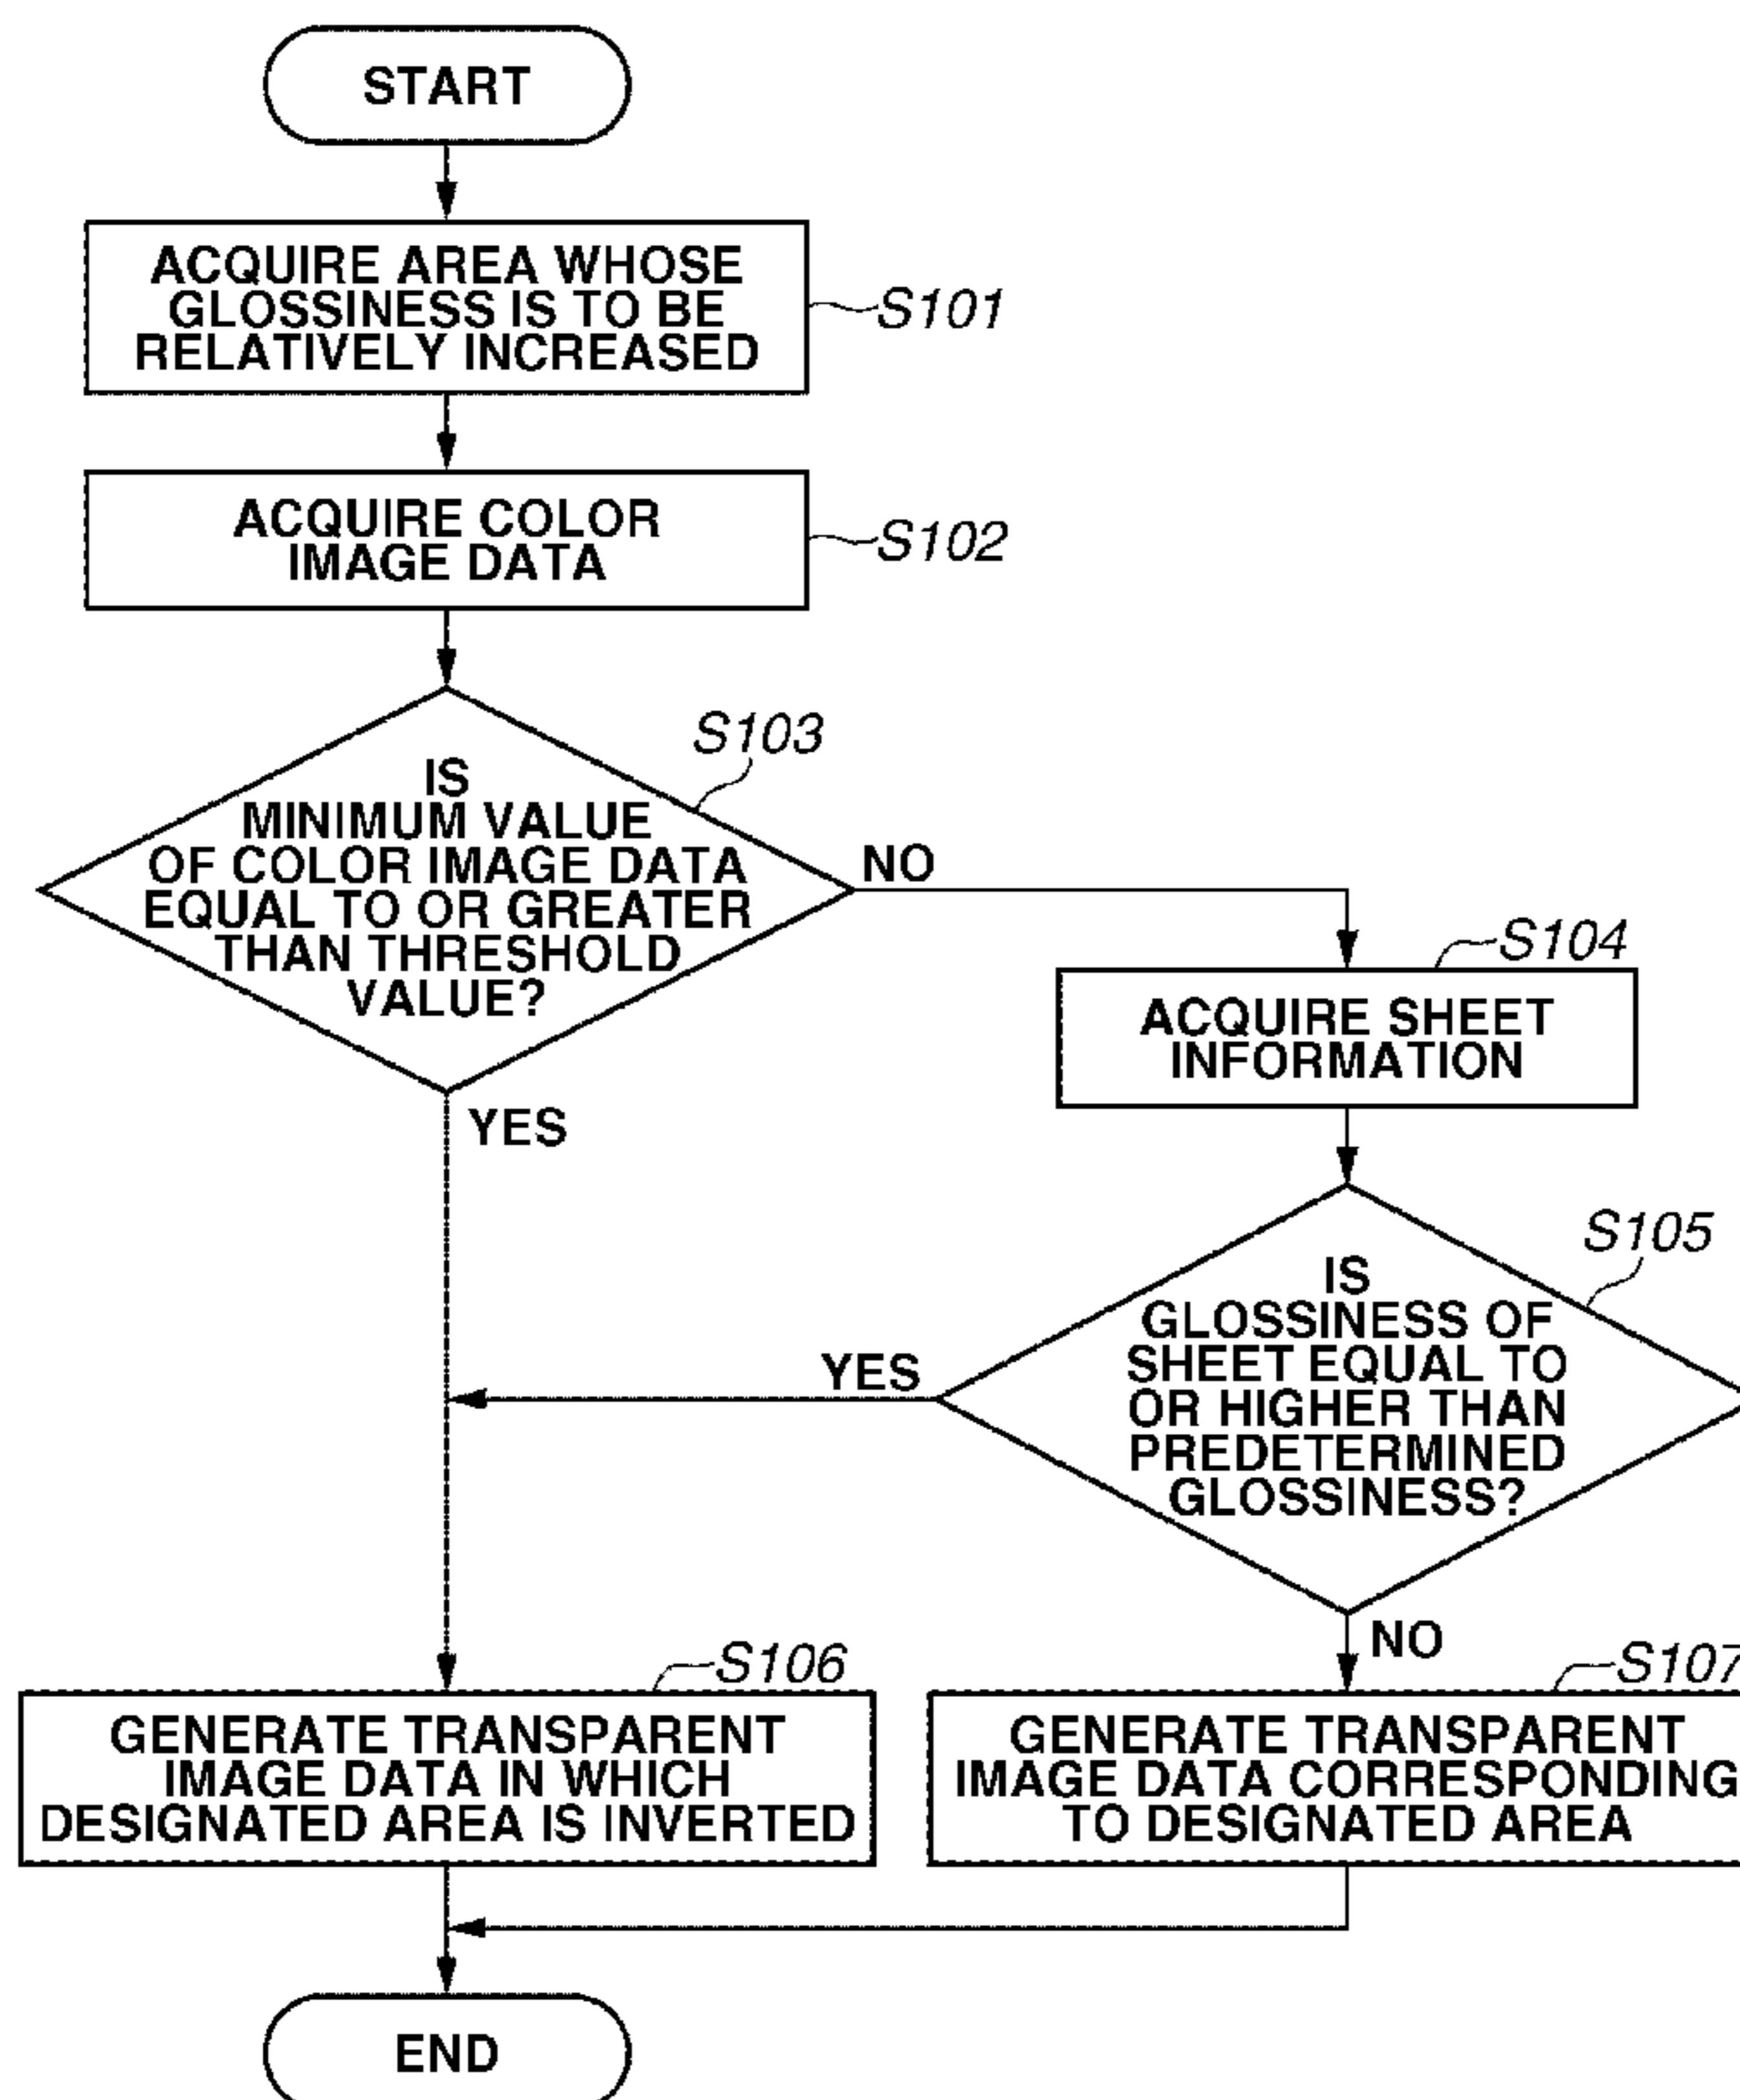 START
ACQUIRE AREA WHOSE
GLOSSINESS IS TO BE
RELATIVELY INCREASED
S101
ACQUIRE COLOR
IMAGE DATA
S102
S103
IS
MINIMUM VALUE
OF COLOR IMAGE DATA
EQUAL TO OR GREATER
THAN THRESHOLD
VALUE?
NO
YES
S104
ACQUIRE SHEET
INFORMATION
S105
IS
GLOSSINESS OF
SHEET EQUAL TO
OR HIGHER THAN
PREDETERMINED
GLOSSINESS?
YES
NO
S106
GENERATE TRANSPARENT
IMAGE DATA IN WHICH
DESIGNATED AREA IS INVERTED
S107
GENERATE TRANSPARENT
IMAGE DATA CORRESPONDING
TO DESIGNATED AREA
END